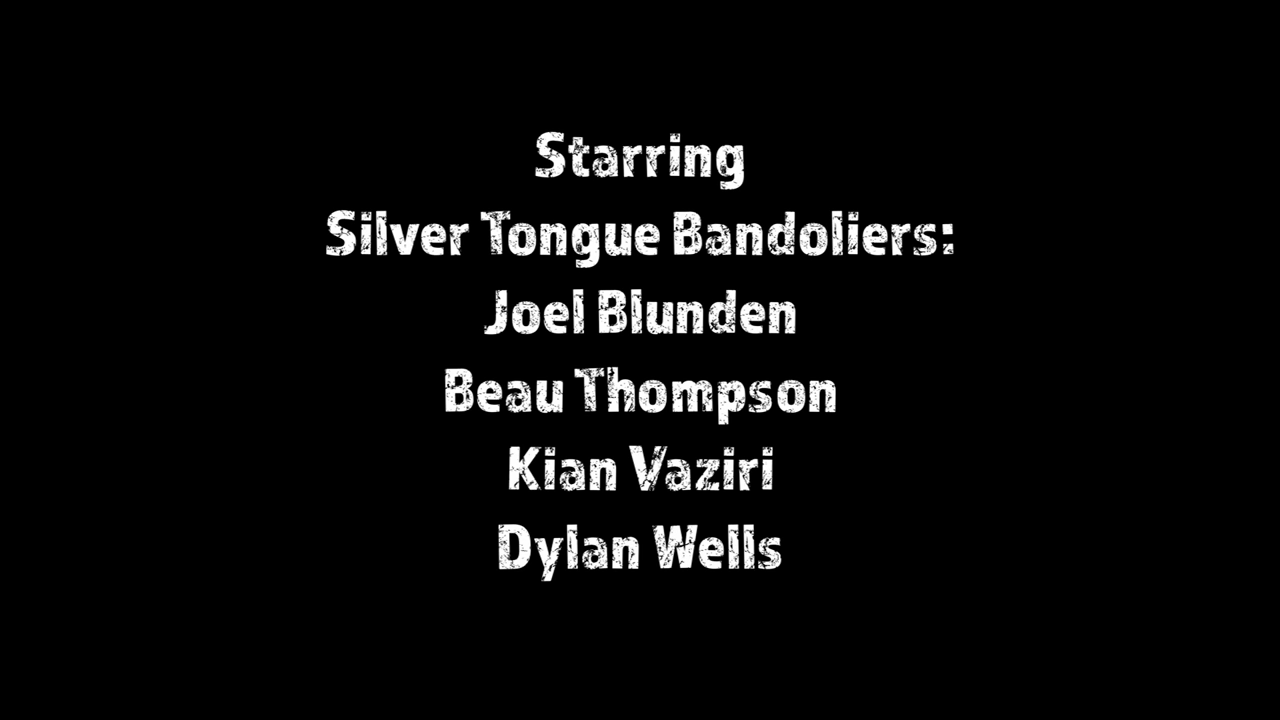 Starring
Silver Tongue Bandoliers:
Joel Blunden
Beau Thompson
Kian Vaziri
Dylan Wells